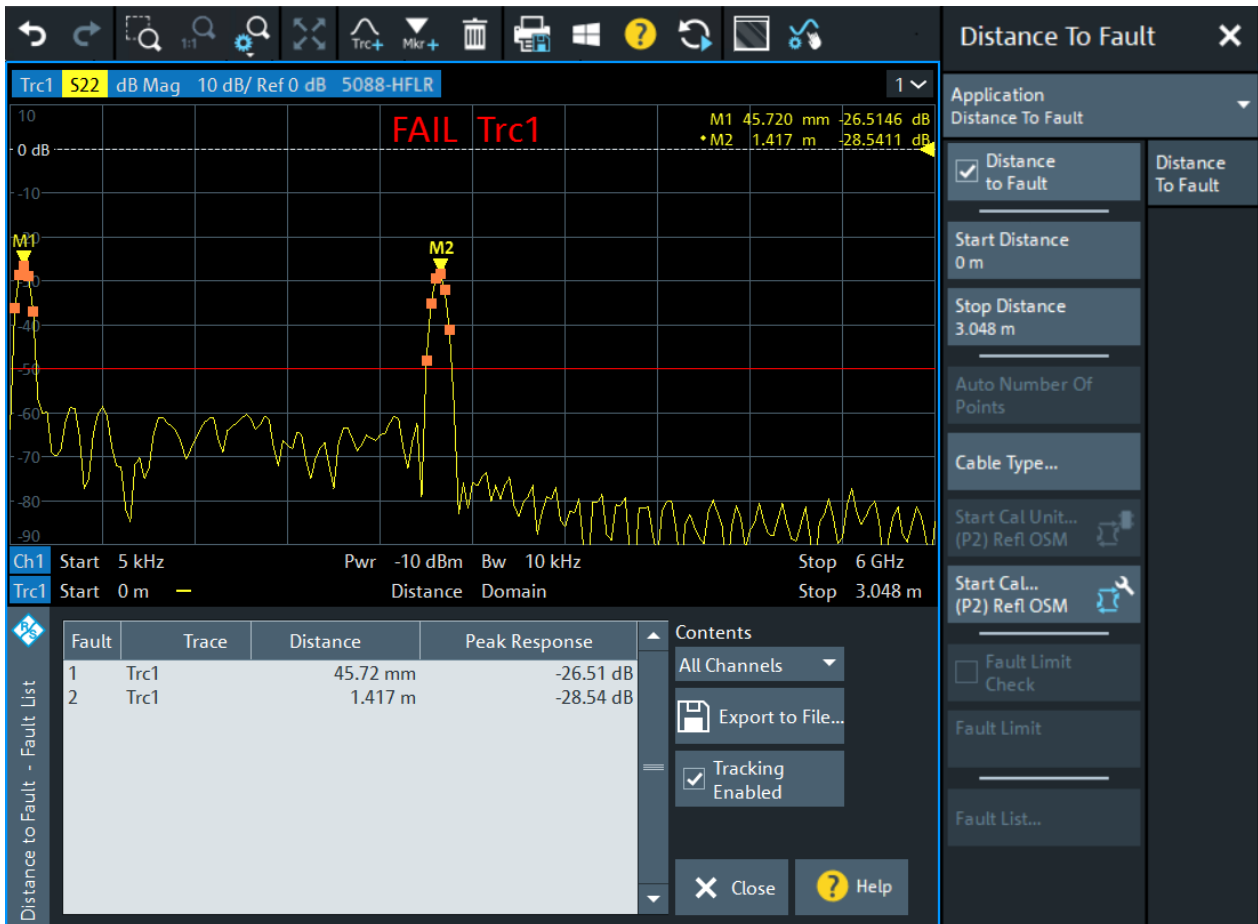 1:1
Trc+
Mkr+
?
Distance To Fault
Trc1 S22 dB Mag 10 dB/ Ref 0 dB 5088-HFLR
1
10
FAIL Trc1
M1 45.720 mm -26.5146 dB
M2 1.417 m -28.5411 dB
0 dB
-10
-20
M1
M2
-30
-40
-50
-60
-70
-80
-90
Ch1 Start 5 kHz Pwr -10 dBm Bw 10 kHz Stop 6 GHz
Trc1 Start 0 m Distance Domain Stop 3.048 m
R/S
Distance to Fault - Fault List
Fault Trace Distance Peak Response
1 Trc1 45.72 mm -26.51 dB
2 Trc1 1.417 m -28.54 dB
Contents
All Channels
Export to File...
Tracking
Enabled
Close
? Help
Application
Distance To Fault
Distance
to Fault
Distance
To Fault
Start Distance
0 m
Stop Distance
3.048 m
Auto Number Of
Points
Cable Type...
Start Cal Unit...
(P2) Refl OSM
Start Cal...
(P2) Refl OSM
Fault Limit
Check
Fault Limit
Fault List...